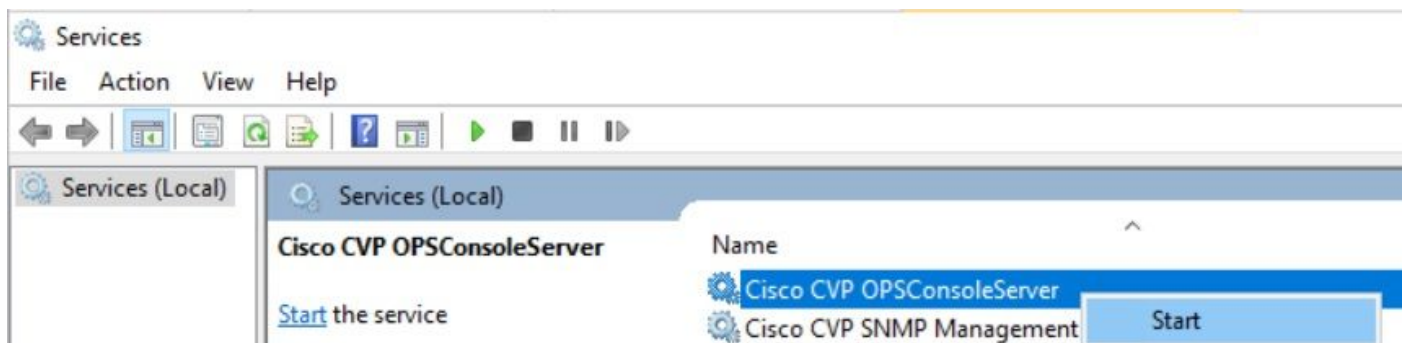 Services
File Action View Help
Services (Local)
Services (Local)
Cisco CVP OPSConsoleServer
Start the service
Name
Cisco CVP OPSConsoleServer
Cisco CVP SNMP Management
Start